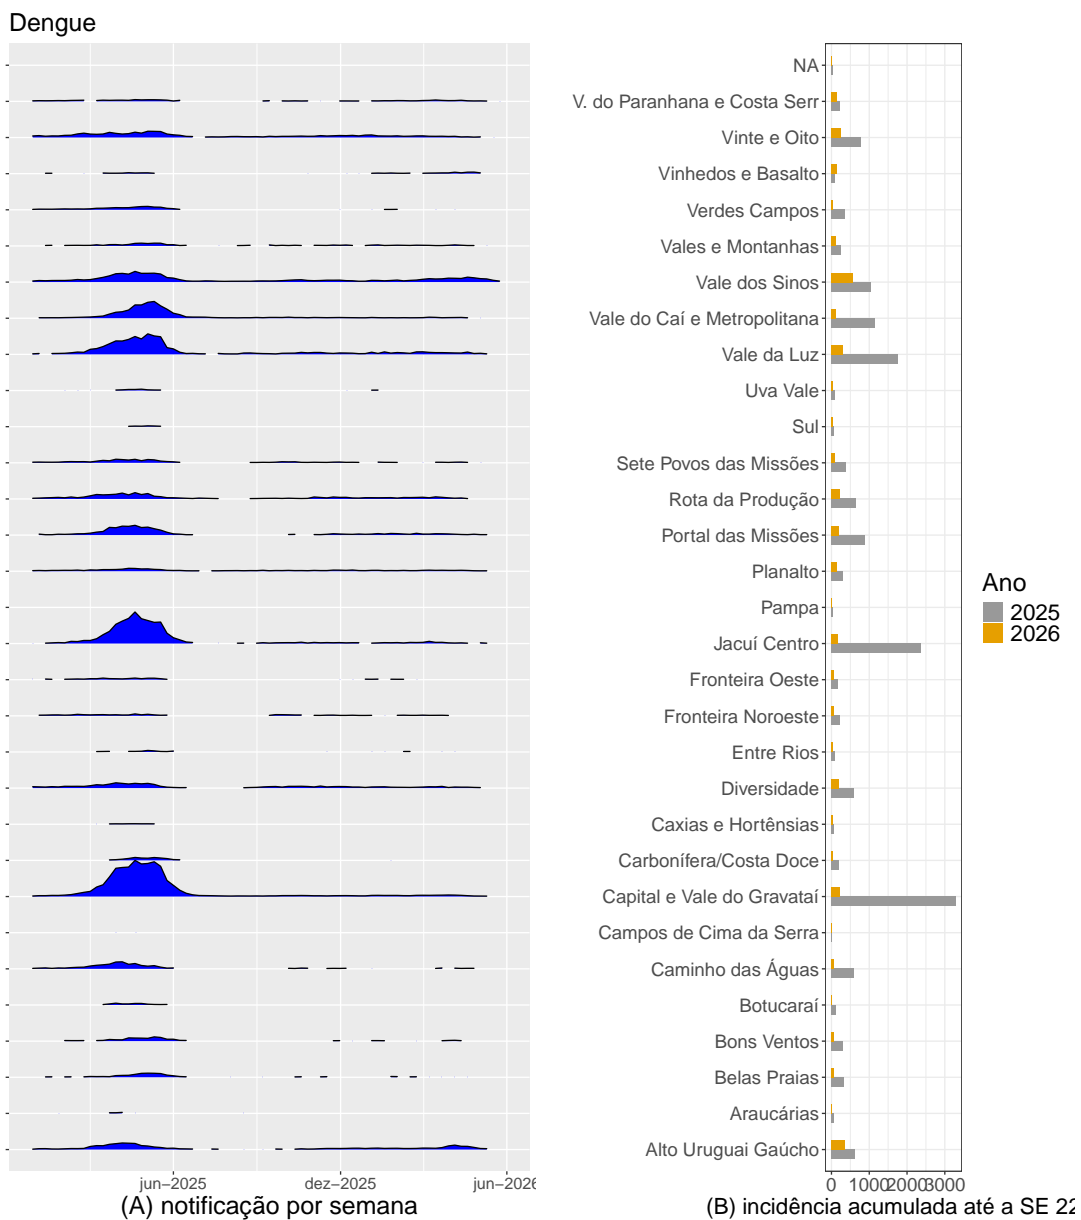 Dengue
NA
V. do Paranhana e Costa Serr
Vinte e Oito
Vinhedos e Basalto
Verdes Campos
Vales e Montanhas
Vale dos Sinos
Vale do Caí e Metropolitana
Vale da Luz
Uva Vale
Sul
Sete Povos das Missões
Rota da Produção
Portal das Missões
Planalto
Pampa
Jacuí Centro
Fronteira Oeste
Fronteira Noroeste
Entre Rios
Diversidade
Caxias e Hortênsias
Carbonífera/Costa Doce
Capital e Vale do Gravataí
Campos de Cima da Serra
Caminho das Águas
Botucaraí
Bons Ventos
Belas Praias
Araucárias
Alto Uruguai Gaúcho
Ano
2025
2026
jun−2025 dez−2025 jun−2026
0 1000 2000 3000
(A) notificação por semana
(B) incidência acumulada até a SE 22